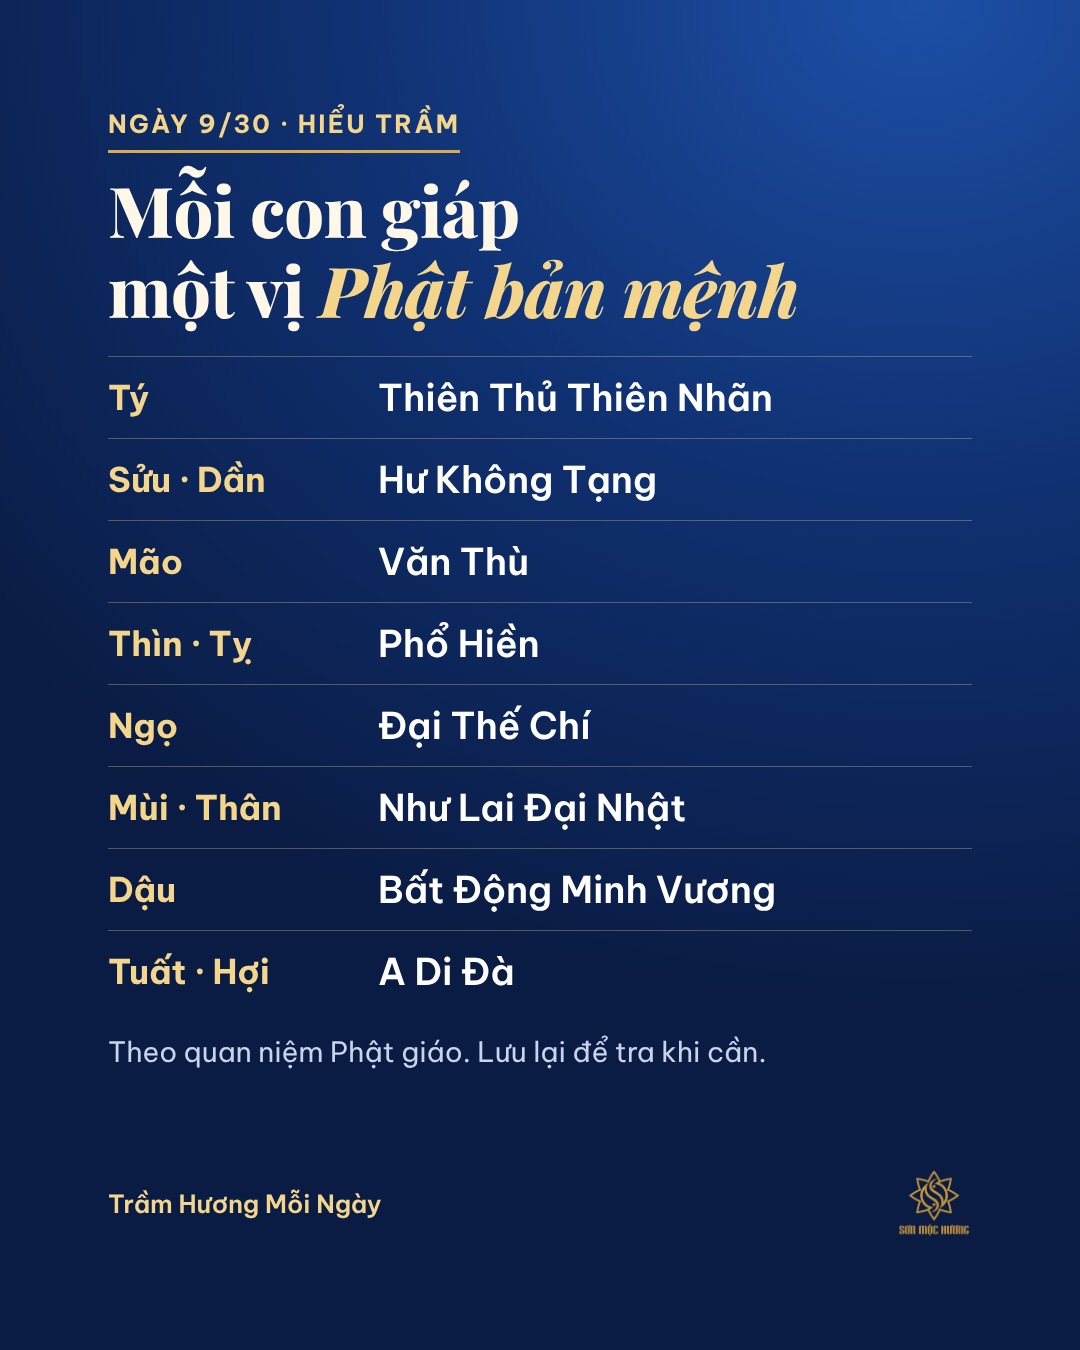 NGÀY 9/30 · HIỂU TRẦM
Mỗi con giáp
một vị Phật bản mệnh
Tý Thiên Thủ Thiên Nhãn
Sửu · Dần Hư Không Tạng
Mão Văn Thù
Thìn · Tỵ Phổ Hiền
Ngọ Đại Thế Chí
Mùi · Thân Như Lai Đại Nhật
Dậu Bất Động Minh Vương
Tuất · Hợi A Di Đà
Theo quan niệm Phật giáo. Lưu lại để tra khi cần.
Trầm Hương Mỗi Ngày
SƠN MỘC HƯƠNG